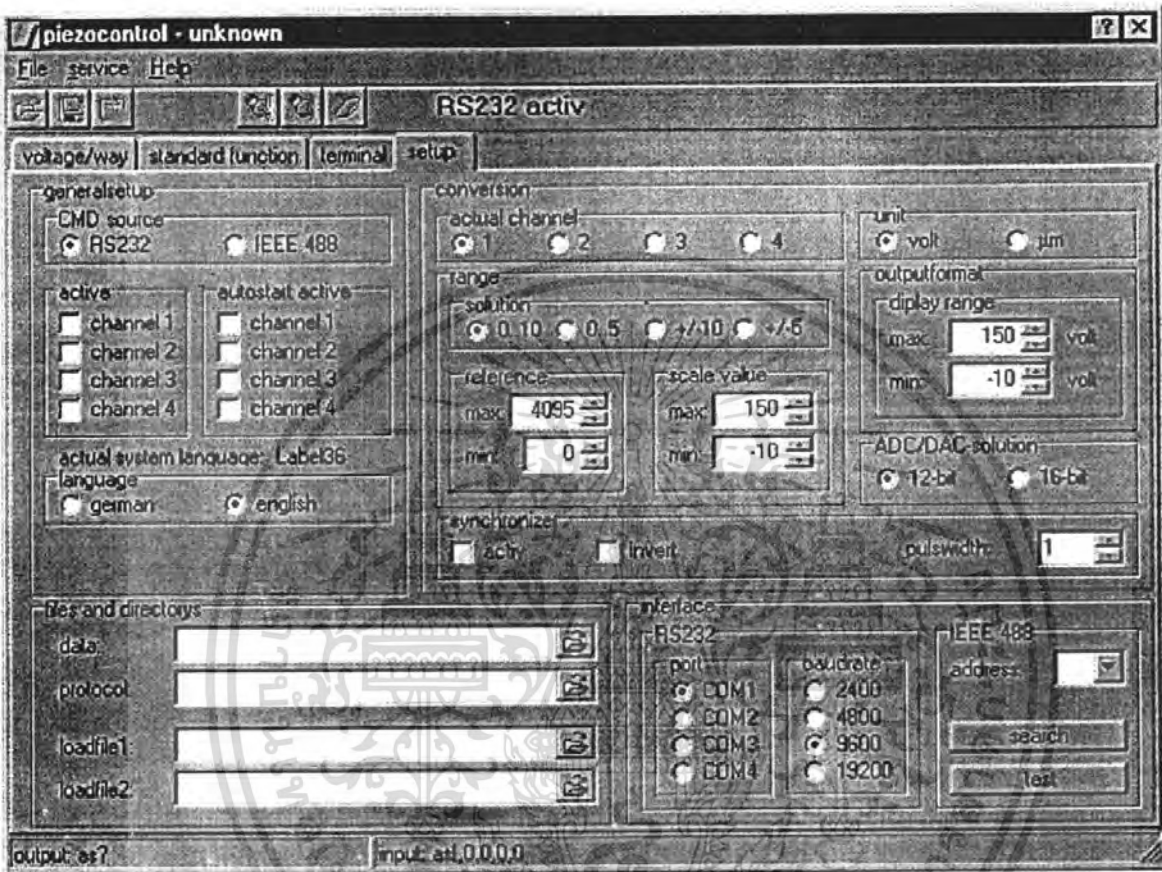 piezocontrol - unknown
File service Help
RS232 activ
voltage/way standard function terminal setup
generalsetup
CMD source
RS232 IEEE 488
active autostart active
channel 1 channel 1
channel 2 channel 2
channel 3 channel 3
channel 4 channel 4
actual system language: Label36
language
german english
conversion
actual channel
1 2 3 4
range
solution
0..10 0..5 +/-10 +/-5
reference scale value
max: 4095 max: 150
min: 0 min: -10
unit
volt µm
outputformat
diplay range
max: 150 volt
min: -10 volt
ADC/DAC-solution
12-bit 16-bit
synchronize
activ invert pulswidth: 1
files and directorys
data:
protocol:
loadfile1:
loadfile2:
interface
RS232 IEEE 488
port baudrate address:
COM1 2400
COM2 4800
COM3 9600 search
COM4 19200 test
output: as? input: atl,0,0,0,0